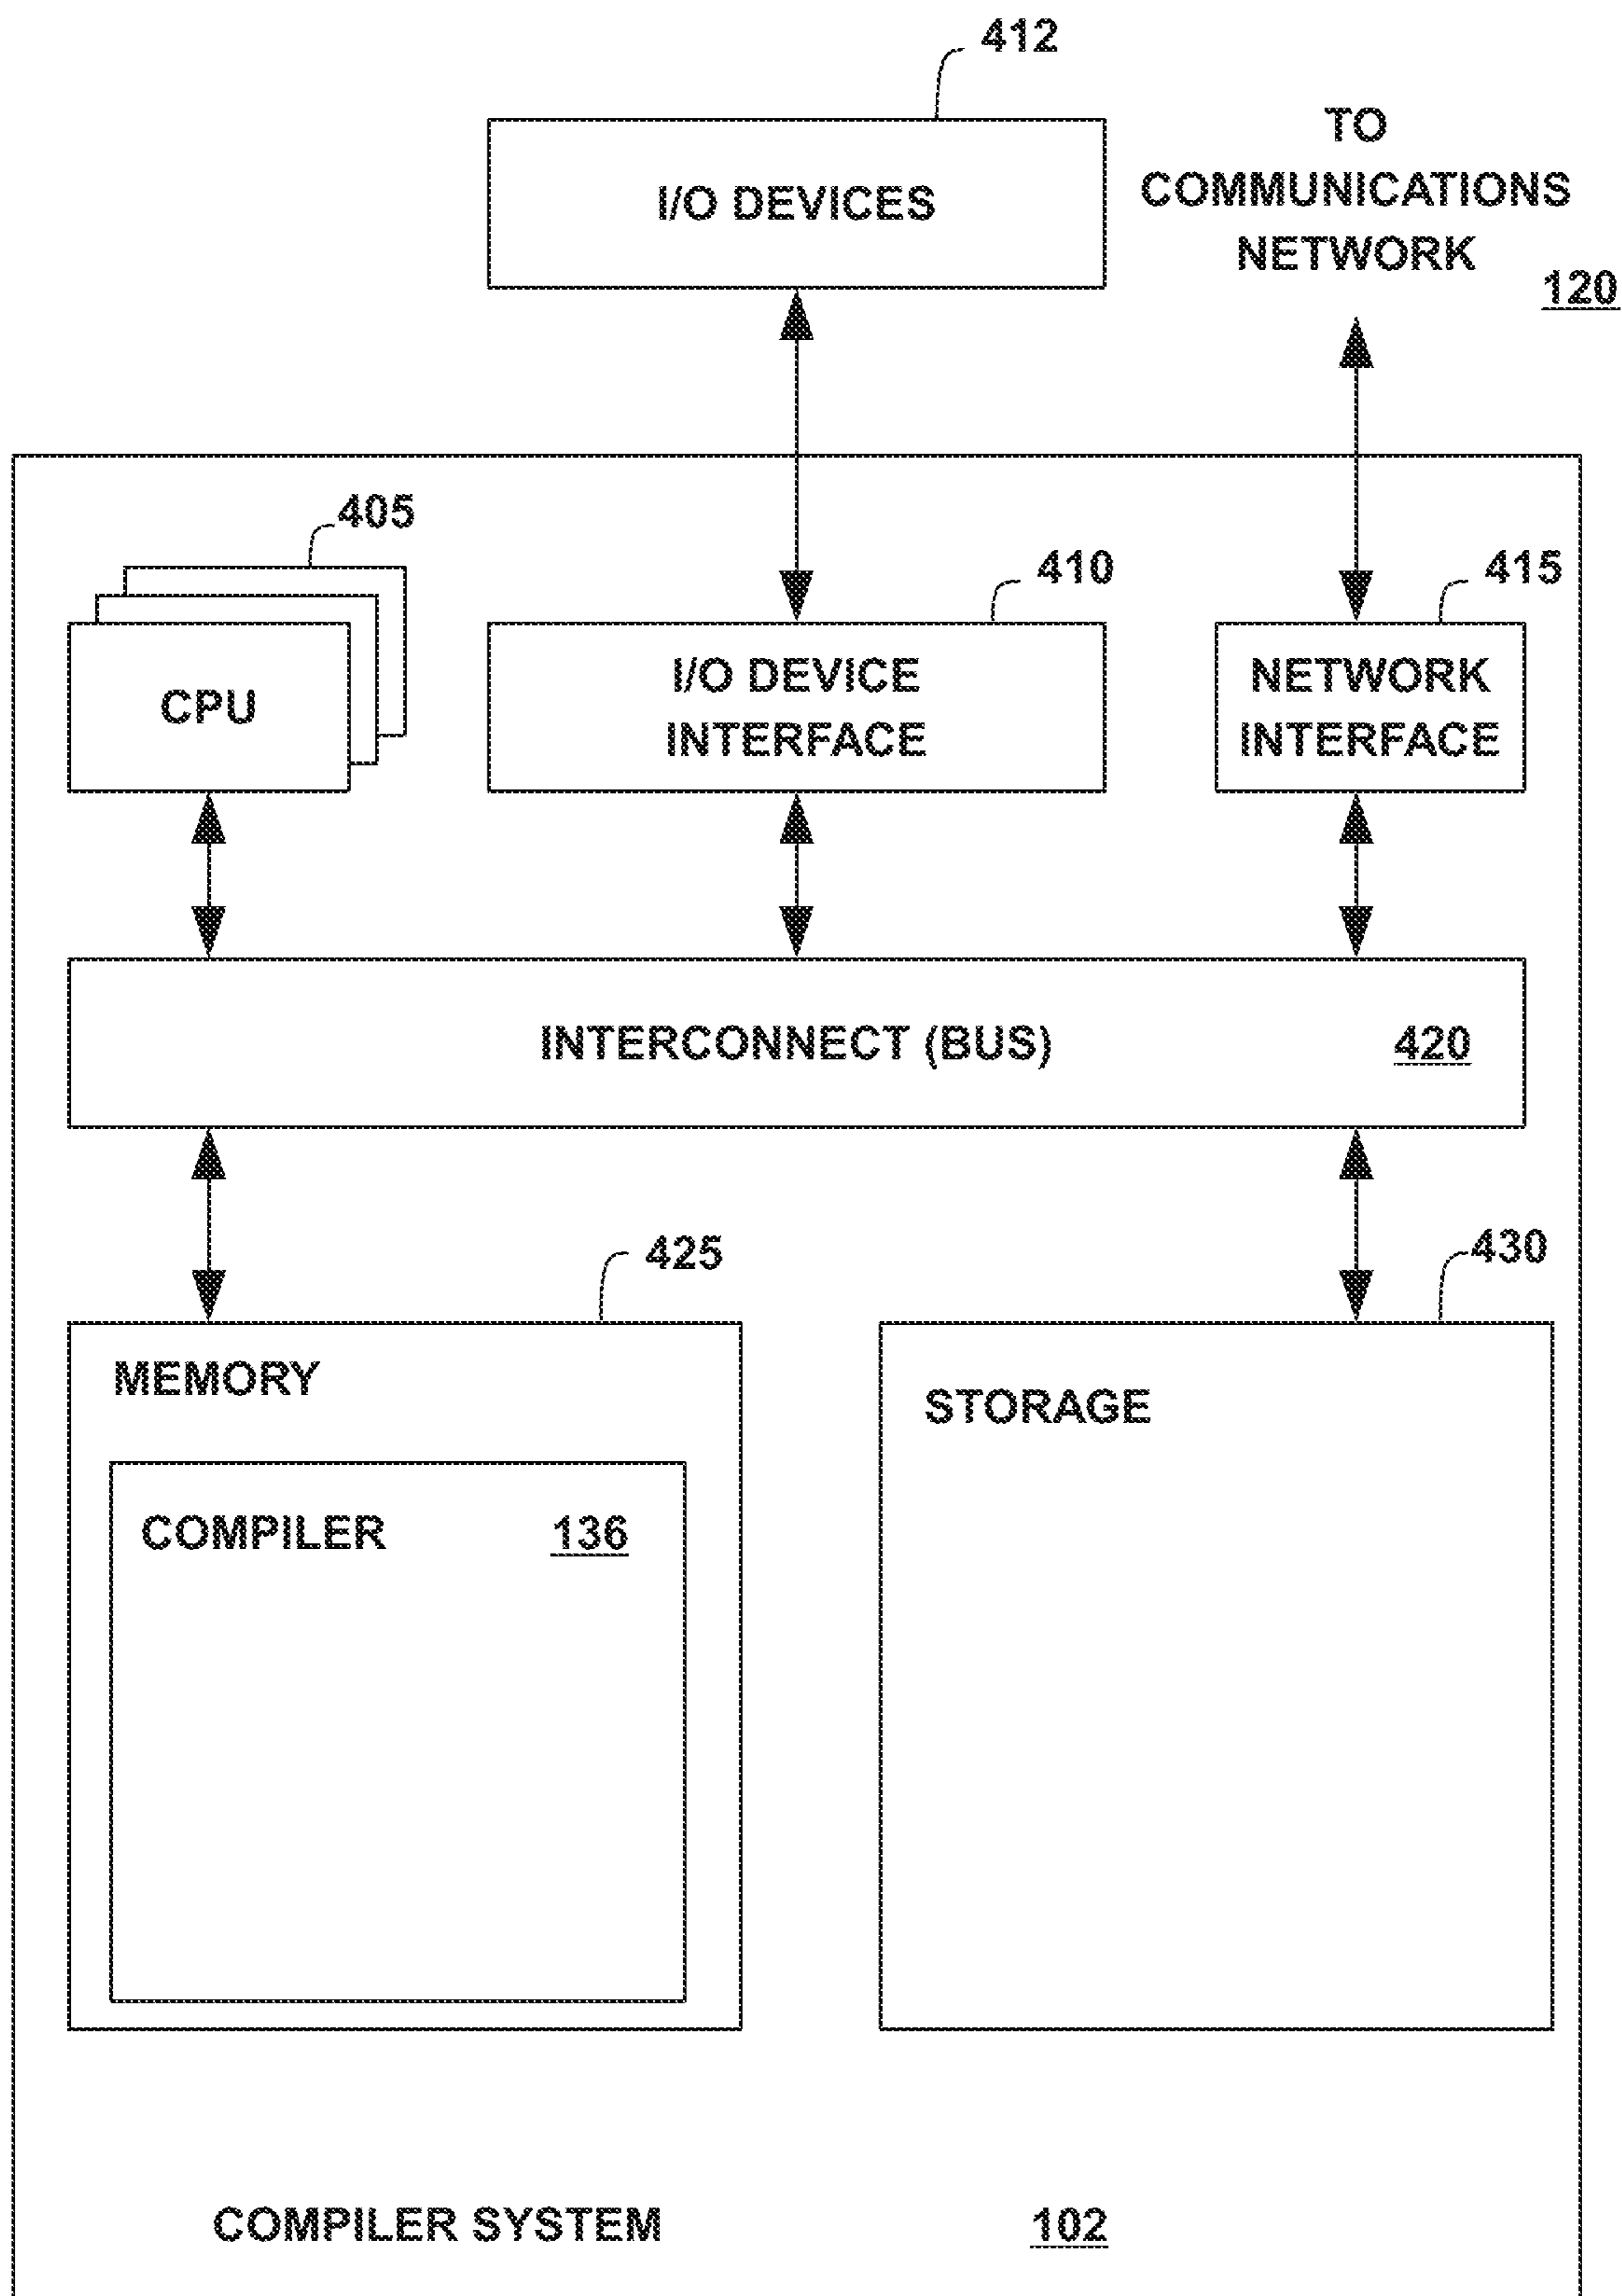 412
I/O DEVICES
TO
COMMUNICATIONS
NETWORK
120
405
CPU
410
I/O DEVICE
INTERFACE
415
NETWORK
INTERFACE
INTERCONNECT (BUS)
420
425
MEMORY
COMPILER
136
430
STORAGE
COMPILER SYSTEM
102